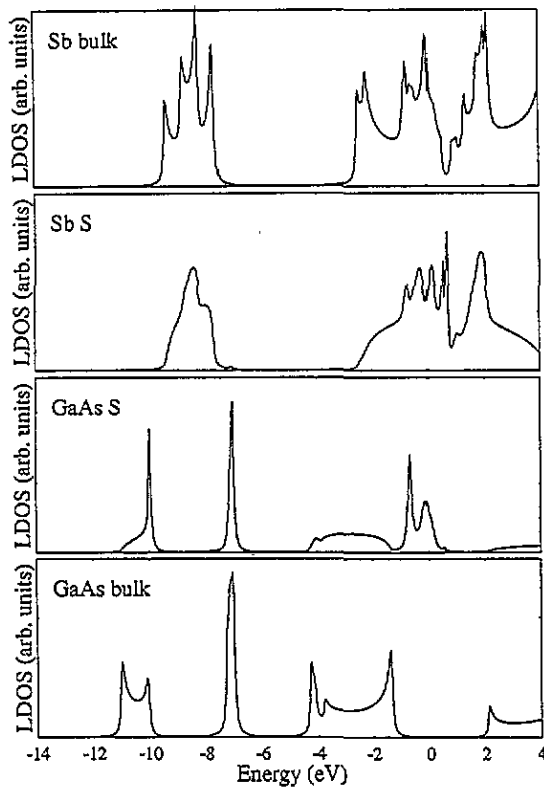 LDOS (arb. units)
Sb bulk
LDOS (arb. units)
Sb S
LDOS (arb. units)
GaAs S
LDOS (arb. units)
GaAs bulk
-14 -12 -10 -8 -6 -4 -2 0 2 4
Energy (eV)